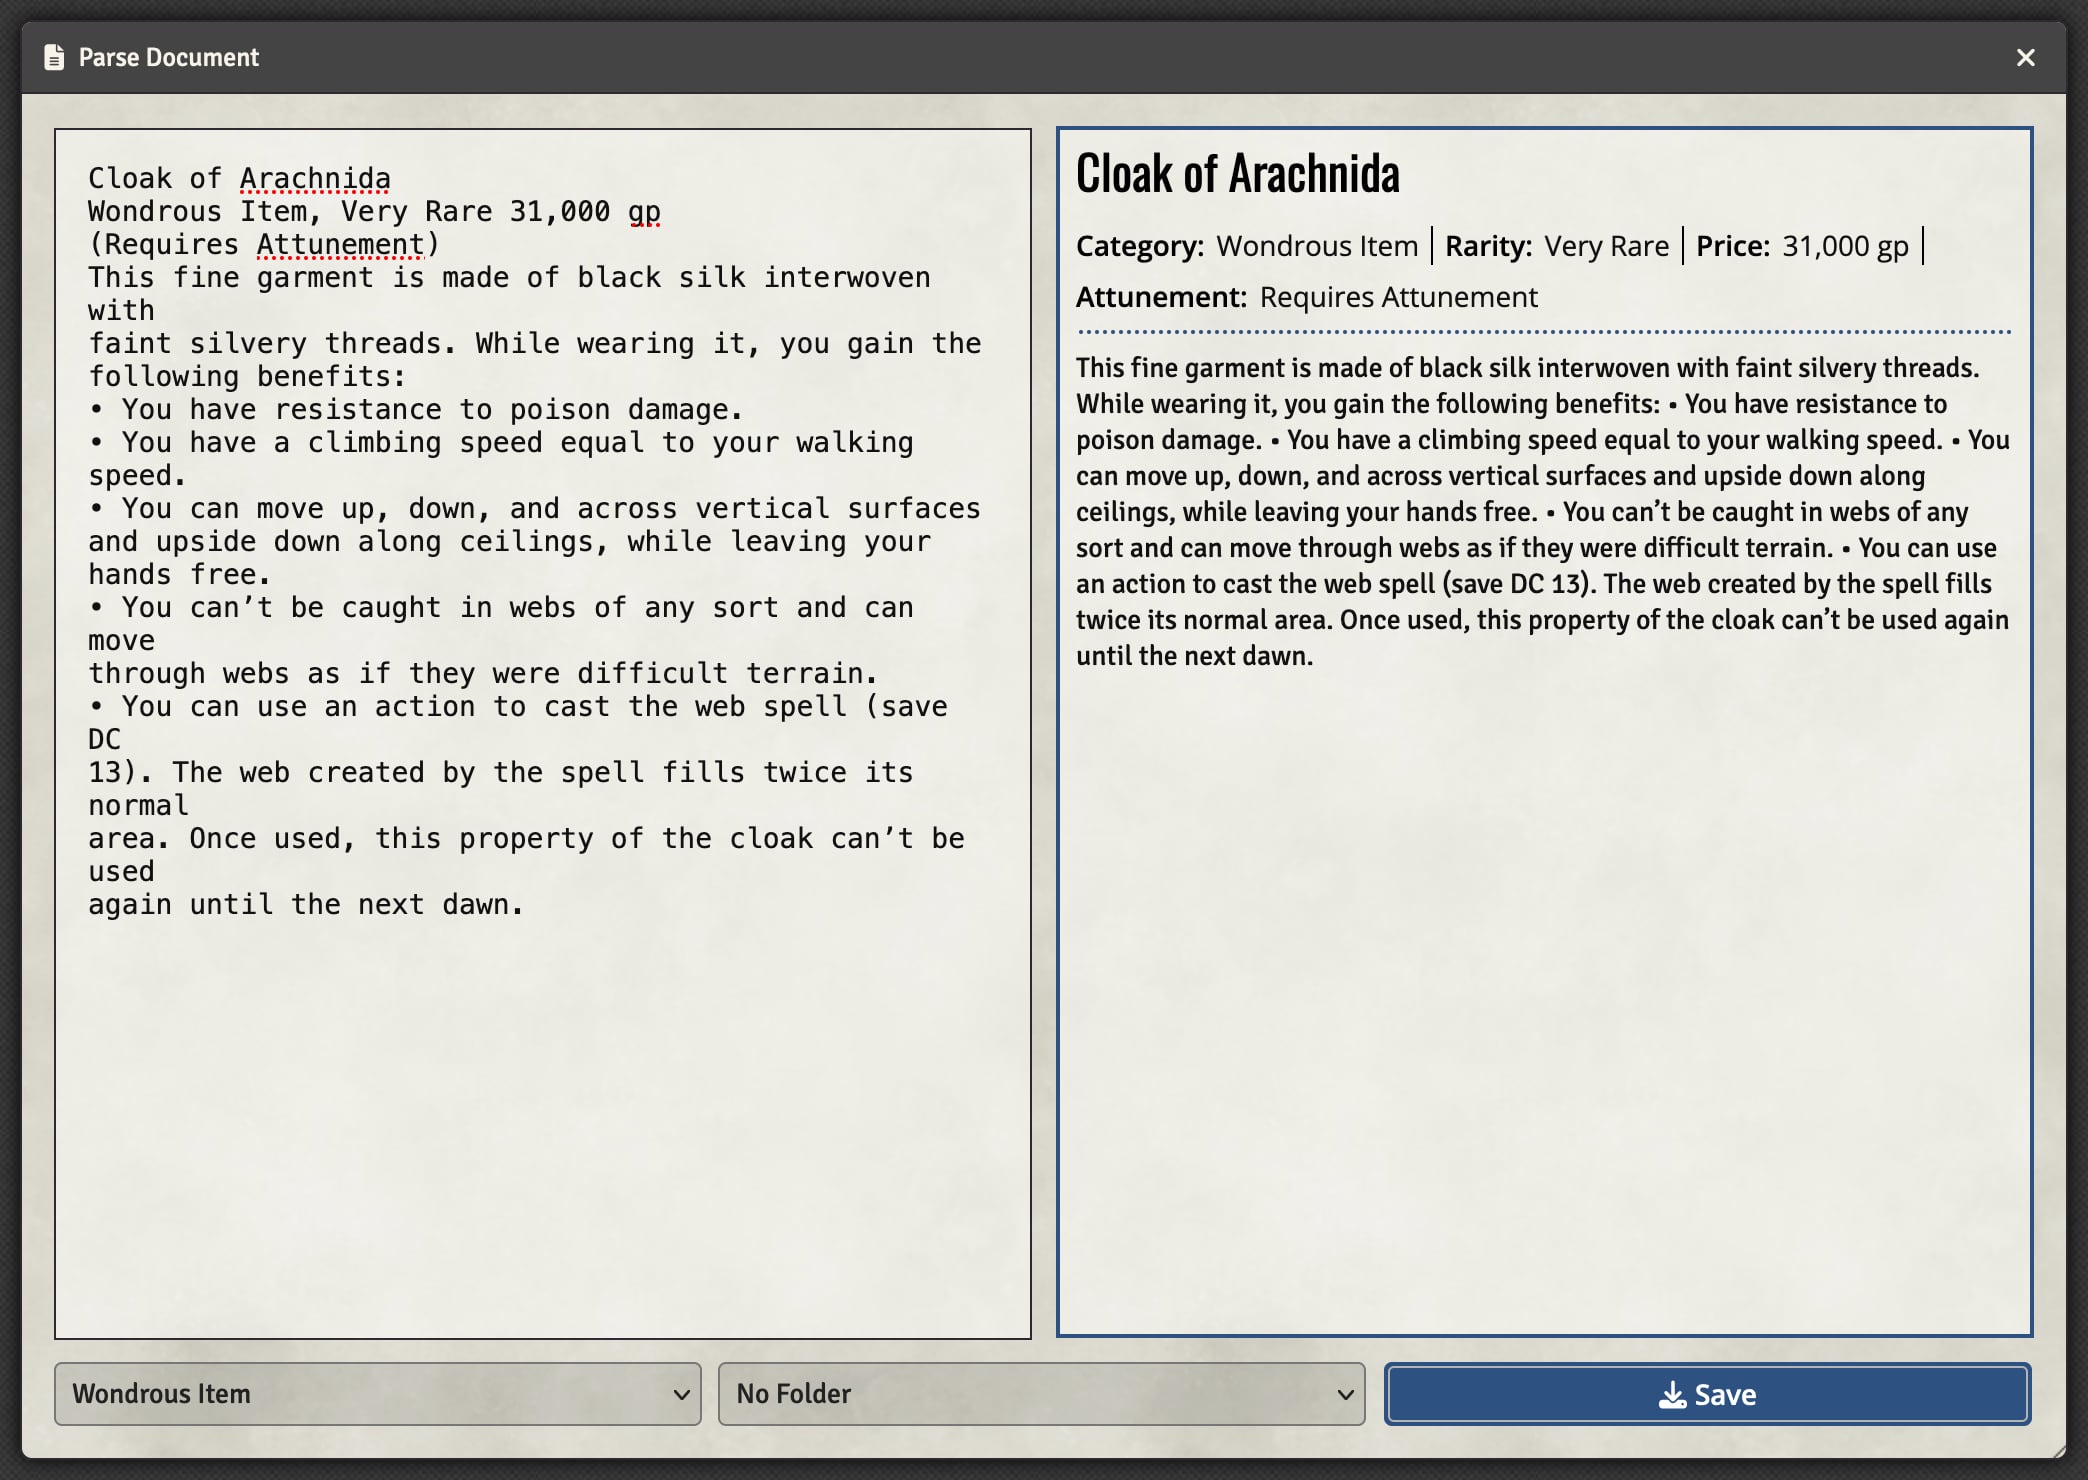 Parse Document
Cloak of Arachnida
Wondrous Item, Very Rare 31,000 gp
(Requires Attunement)
This fine garment is made of black silk interwoven
with
faint silvery threads. While wearing it, you gain the
following benefits:
• You have resistance to poison damage.
• You have a climbing speed equal to your walking
speed.
• You can move up, down, and across vertical surfaces
and upside down along ceilings, while leaving your
hands free.
• You can’t be caught in webs of any sort and can
move
through webs as if they were difficult terrain.
• You can use an action to cast the web spell (save
DC
13). The web created by the spell fills twice its
normal
area. Once used, this property of the cloak can’t be
used
again until the next dawn.
Cloak of Arachnida
Category: Wondrous Item | Rarity: Very Rare | Price: 31,000 gp |
Attunement: Requires Attunement
This fine garment is made of black silk interwoven with faint silvery threads.
While wearing it, you gain the following benefits: • You have resistance to
poison damage. • You have a climbing speed equal to your walking speed. • You
can move up, down, and across vertical surfaces and upside down along
ceilings, while leaving your hands free. • You can’t be caught in webs of any
sort and can move through webs as if they were difficult terrain. • You can use
an action to cast the web spell (save DC 13). The web created by the spell fills
twice its normal area. Once used, this property of the cloak can’t be used again
until the next dawn.
Wondrous Item
No Folder
Save